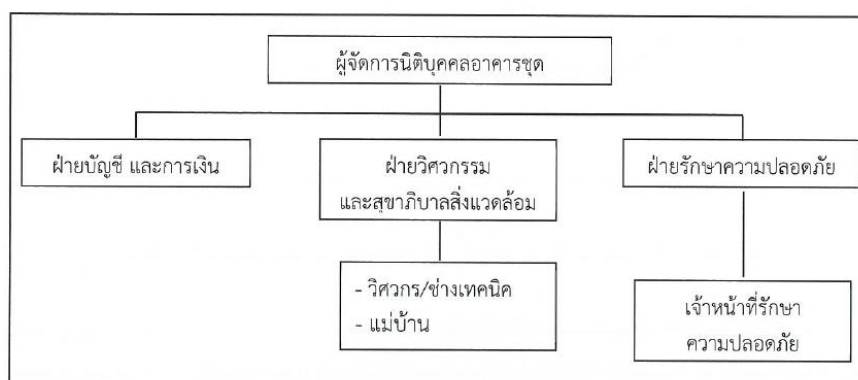 ผู้จัดการนิติบุคคลอาคารชุด
ฝ่ายบัญชี และการเงิน
ฝ่ายวิศวกรรม
และสุขาภิบาลสิ่งแวดล้อม
ฝ่ายรักษาความปลอดภัย
- วิศวกร/ช่างเทคนิค
- แม่บ้าน
เจ้าหน้าที่รักษา
ความปลอดภัย